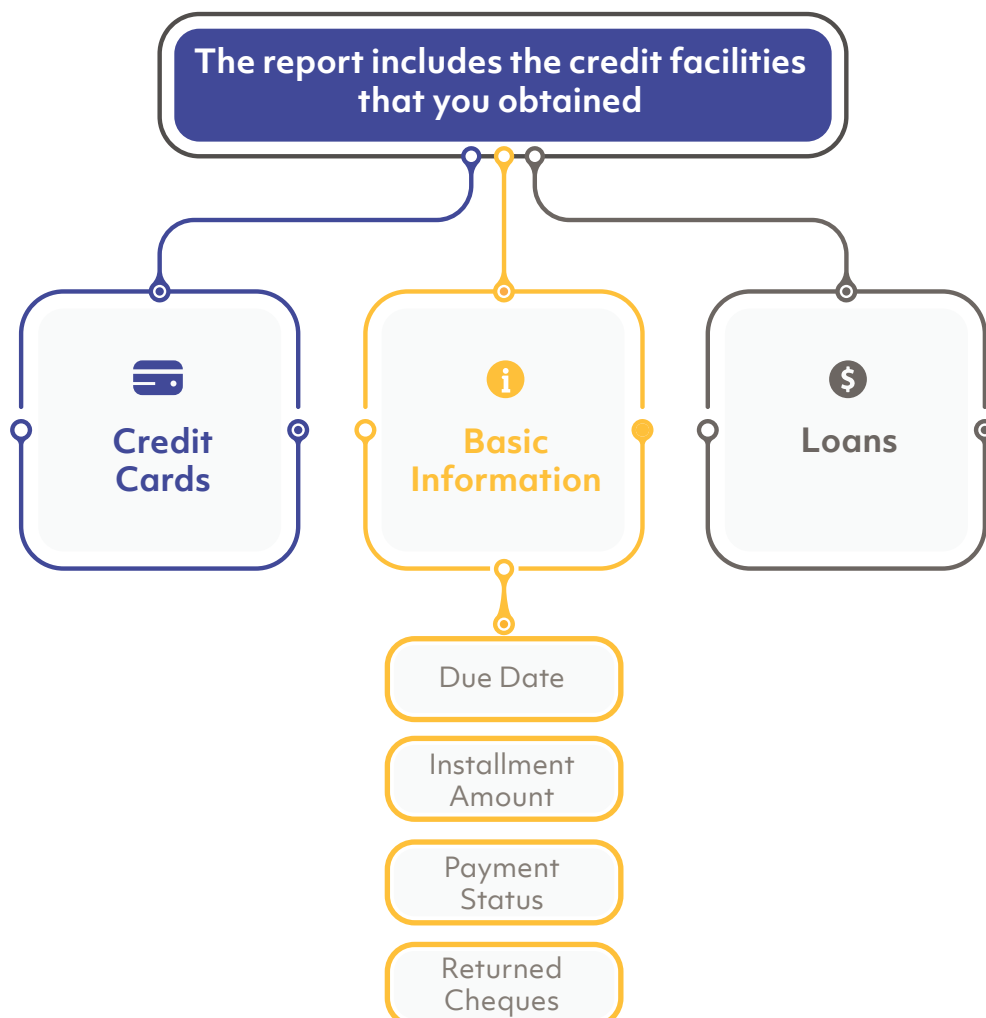 The report includes the credit facilities
that you obtained
Credit
Cards
Basic
Information
Loans
Due Date
Installment
Amount
Payment
Status
Returned
Cheques